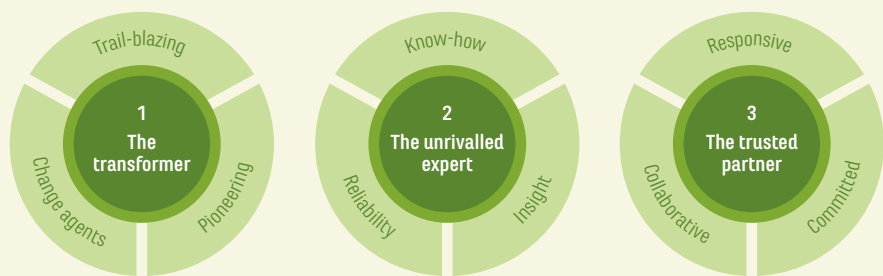 Trail-blazing
1
The
transformer
Change agents
Pioneering
Know-how
2
The unrivalled
expert
Reliability
Insight
Responsive
3
The trusted
partner
Collaborative
Committed